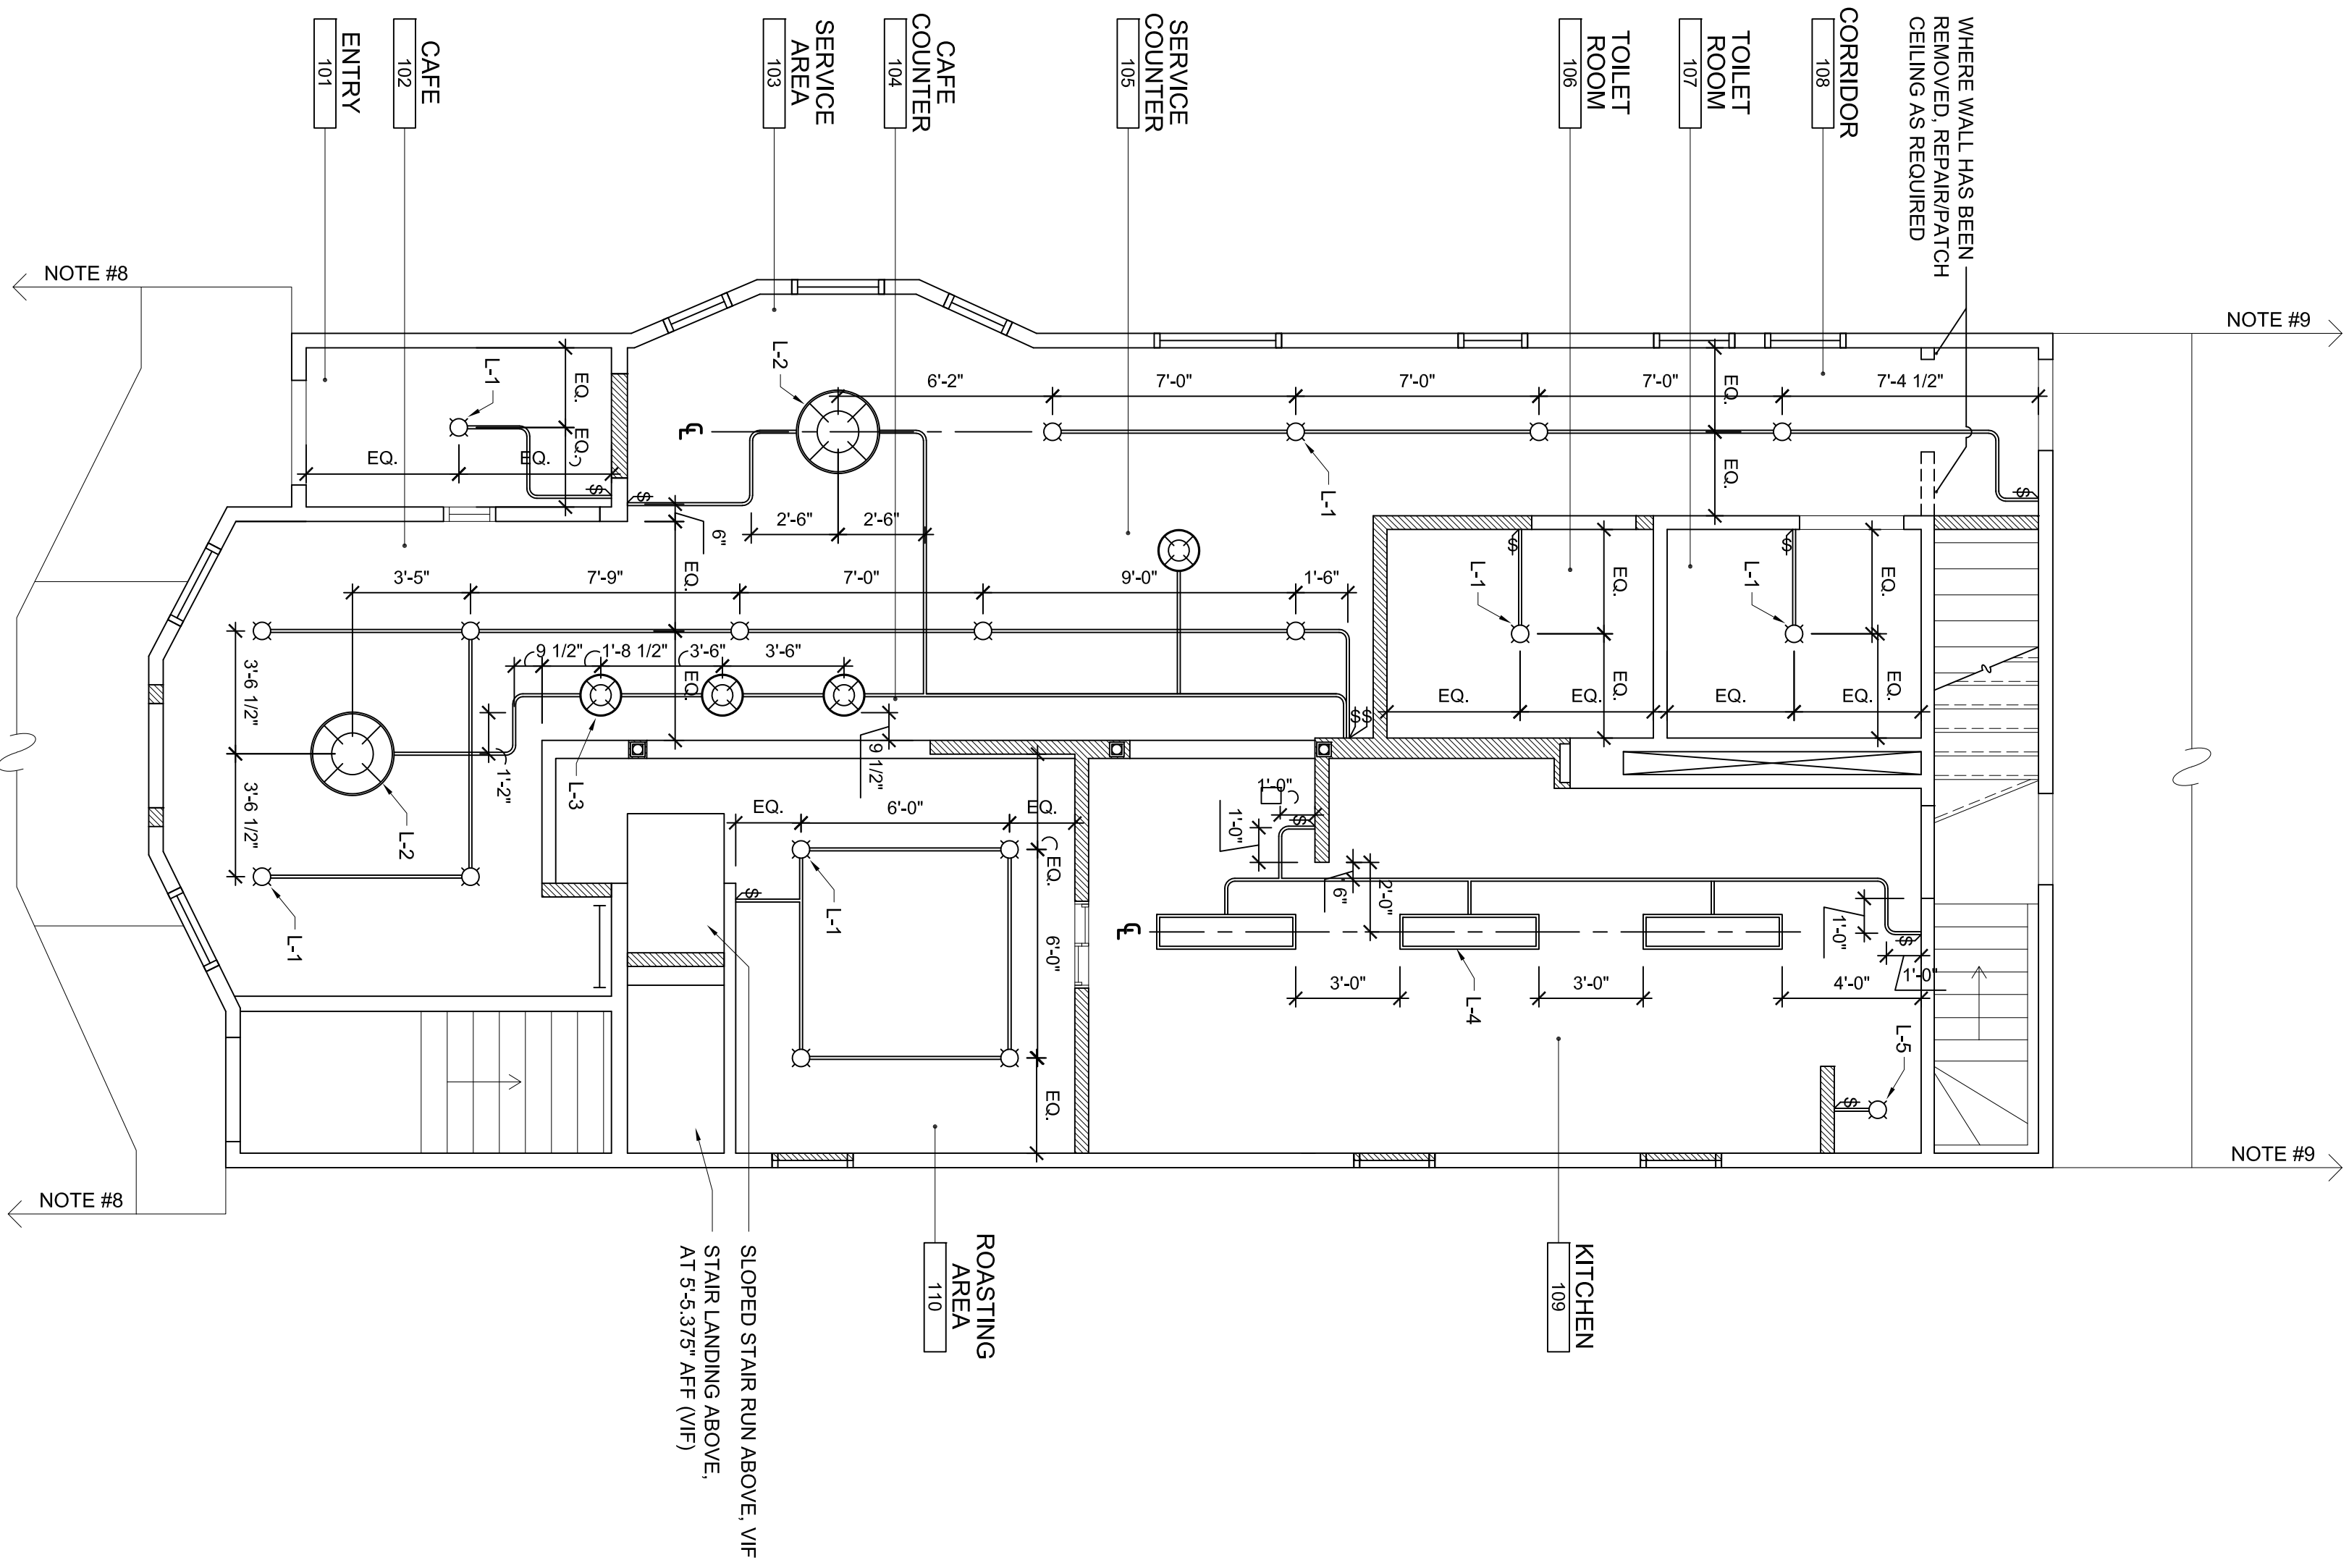 ENTRY
101
CAFE
102
SERVICE
AREA
103
CAFE
COUNTER
104
SERVICE
COUNTER
105
TOILET
ROOM
106
TOILET
ROOM
107
CORRIDOR
108
WHERE WALL HAS BEEN
REMOVED, REPAIR/PATCH
CEILING AS REQUIRED
NOTE #8
NOTE #9
L-1
EQ.
EQ.
EQ.
EQ.
$
$
L-2
6'-2"
7'-0"
7'-0"
7'-0"
7'-4 1/2"
EQ.
EQ.
L-1
$
2'-6"
2'-6"
6"
EQ.
EQ.
3'-5"
7'-9"
7'-0"
9'-0"
1'-6"
$
L-1
EQ.
EQ.
EQ.
EQ.
$
L-1
EQ.
EQ.
EQ.
EQ.
9 1/2"
1'-8 1/2"
3'-6"
3'-6"
3'-6 1/2"
3'-6 1/2"
1'-2"
L-3
9 1/2"
$$
L-2
L-1
EQ.
6'-0"
EQ.
EQ.
6'-0"
EQ.
L-1
$
1'-0"
1'-0"
$
6"
2'-0"
1'-0"
$
1'-0"
3'-0"
3'-0"
4'-0"
L-4
L-5
$
NOTE #8
NOTE #9
STAIR LANDING ABOVE,
AT 5'-5.375" AFF (VIF)
SLOPED STAIR RUN ABOVE, VIF
ROASTING
AREA
110
KITCHEN
109